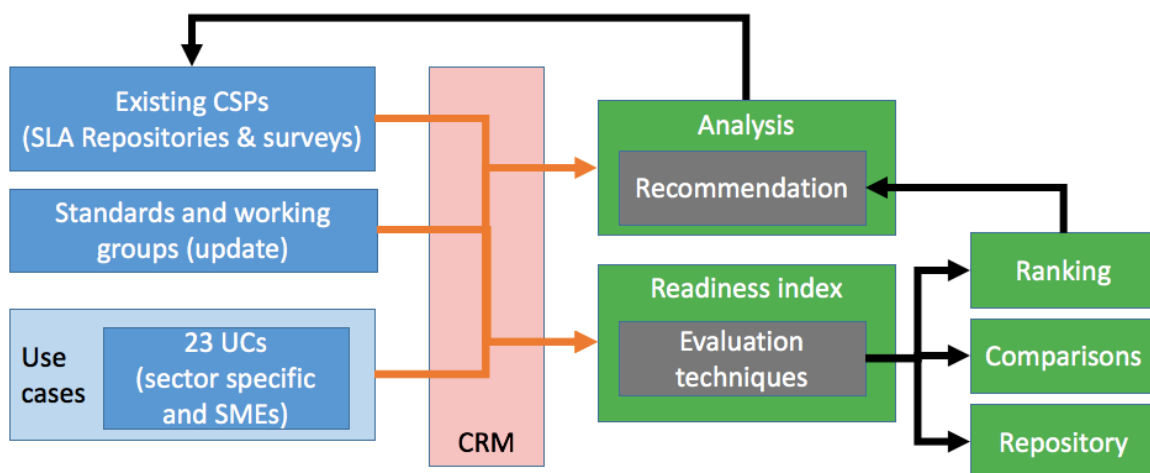 Existing CSPs
(SLA Repositories & surveys)
Standards and working
groups (update)
Use
cases
23 UCs
(sector specific
and SMEs)
CRM
Analysis
Recommendation
Readiness index
Evaluation
techniques
Ranking
Comparisons
Repository